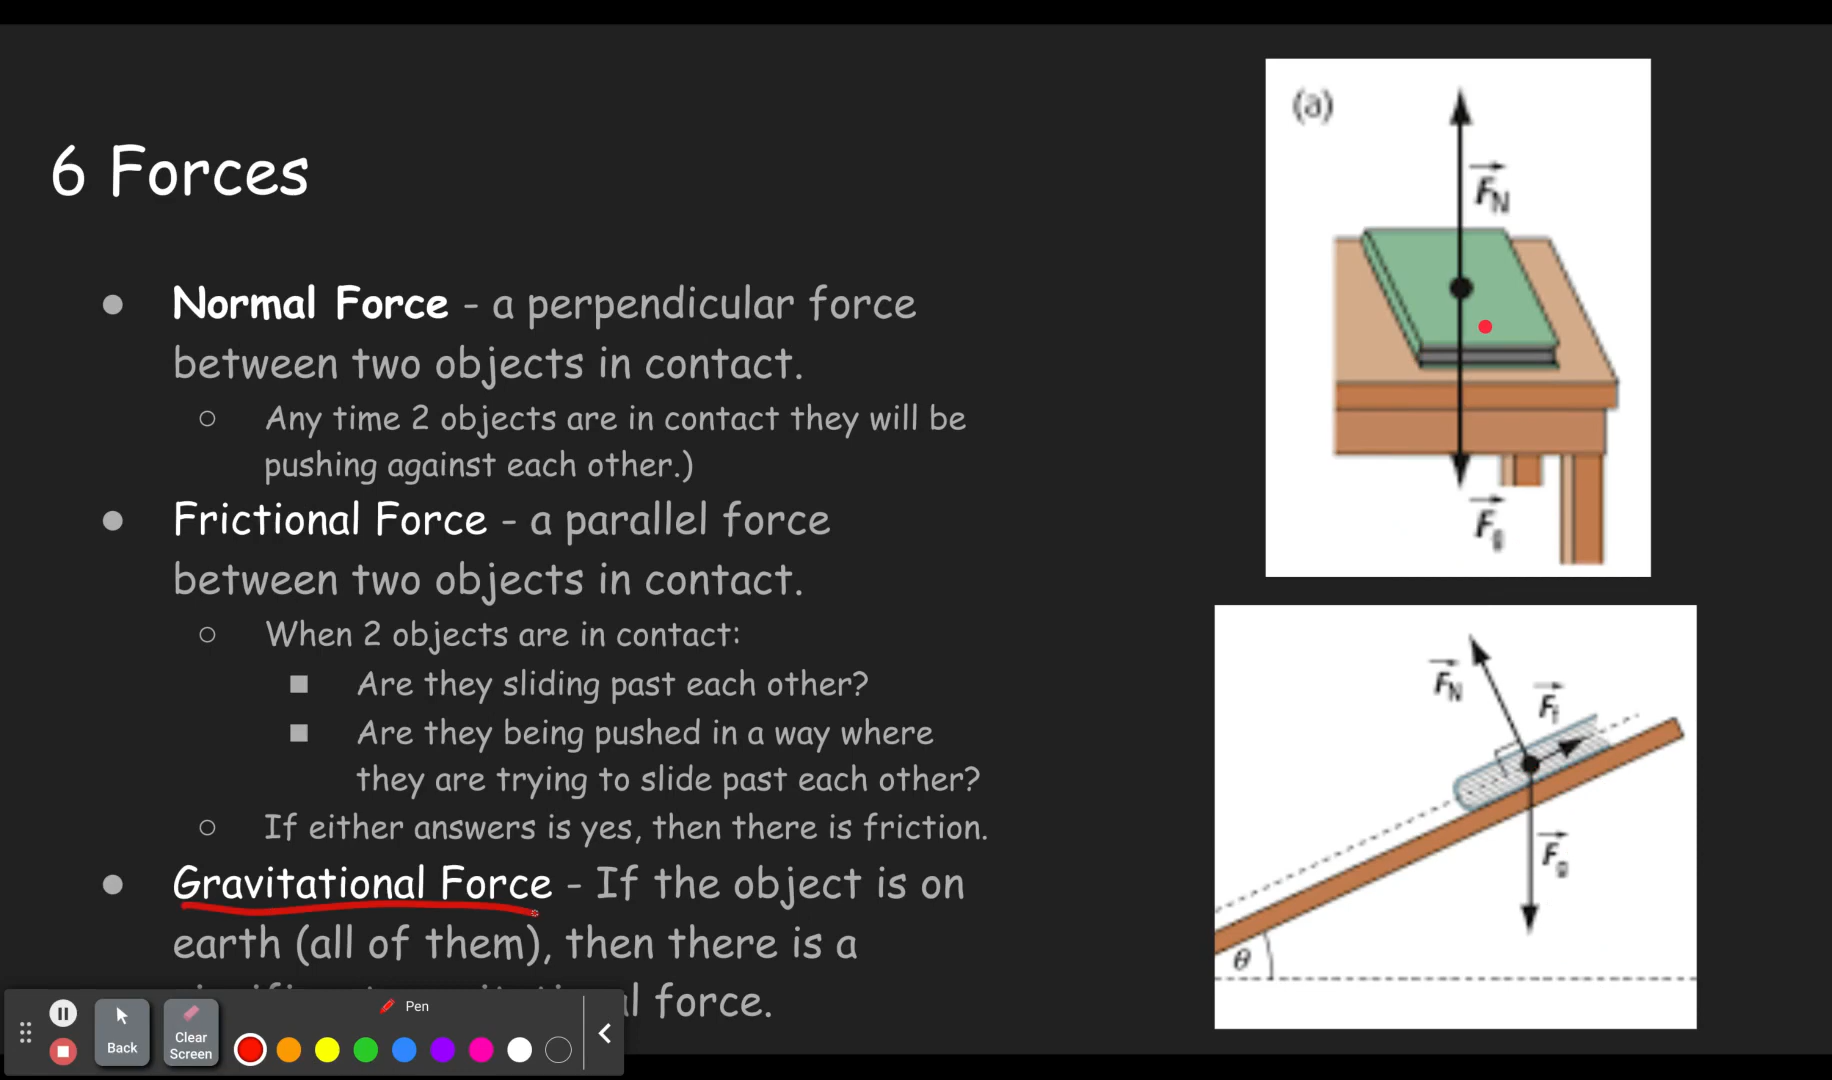 6 Forces
● Normal Force - a perpendicular force
between two objects in contact.
○ Any time 2 objects are in contact they will be
pushing against each other.)
● Frictional Force - a parallel force
between two objects in contact.
○ When 2 objects are in contact:
■ Are they sliding past each other?
■ Are they being pushed in a way where
they are trying to slide past each other?
○ If either answers is yes, then there is friction.
● Gravitational Force - If the object is on
earth (all of them), then there is a
force.
(a)
F_N
F_g
F_N
F_f
F_g
θ
Pen
Back
Clear
Screen